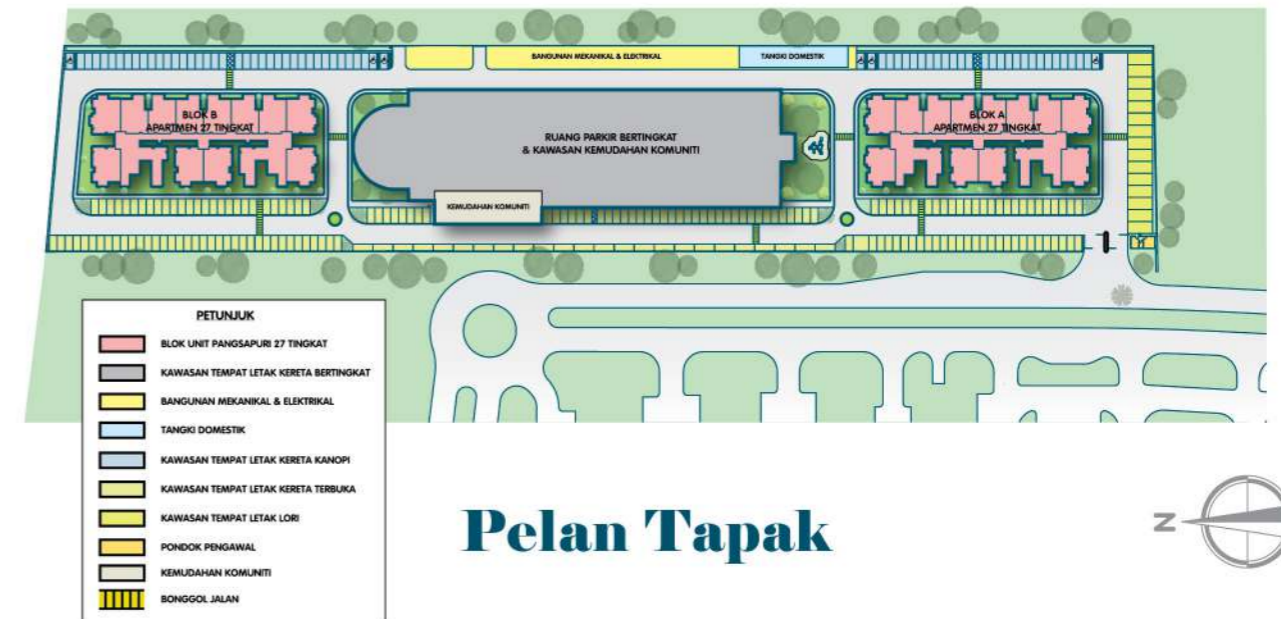 BANGUNAN MEKANIKAL & ELEKTRIKAL
TANGKI DOMESTIK
BLOK B
APARTMEN 27 TINGKAT
RUANG PARKIR BERTINGKAT
& KAWASAN KEMUDAHAN KOMUNITI
BLOK A
APARTMEN 27 TINGKAT
KEMUDAHAN KOMUNITI
PETUNJUK
BLOK UNIT PANGSAPURI 27 TINGKAT
KAWASAN TEMPAT LETAK KERETA BERTINGKAT
BANGUNAN MEKANIKAL & ELEKTRIKAL
TANGKI DOMESTIK
KAWASAN TEMPAT LETAK KERETA KANOPI
KAWASAN TEMPAT LETAK KERETA TERBUKA
KAWASAN TEMPAT LETAK LORI
PONDOK PENGAWAL
KEMUDAHAN KOMUNITI
BONGGOL JALAN
Pelan Tapak
N